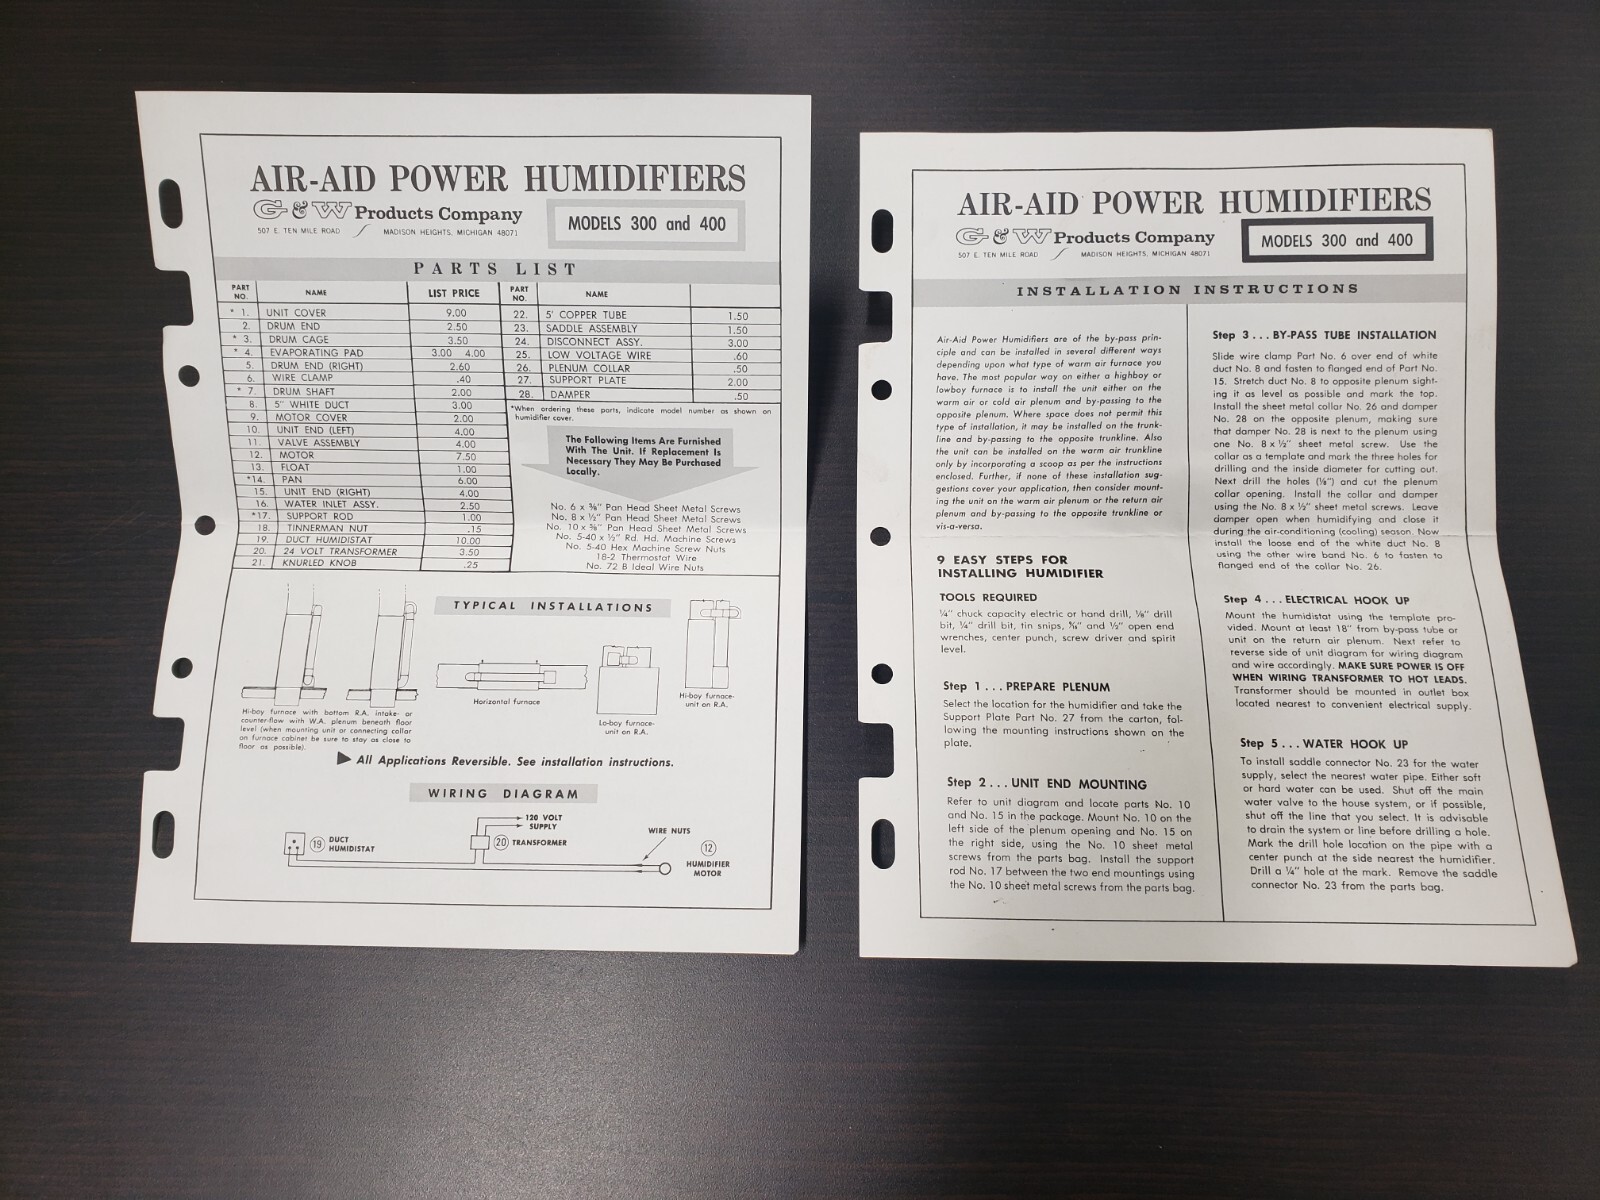 AIR-AID POWER HUMIDIFIERS
G & W Products Company
507 E. TEN MILE ROAD MADISON HEIGHTS, MICHIGAN 48071
MODELS 300 and 400
PARTS LIST
PART NO. NAME LIST PRICE
* 1. UNIT COVER 9.00
2. DRUM END 2.50
* 3. DRUM CAGE 3.50
* 4. EVAPORATING PAD 3.00 4.00
5. DRUM END (RIGHT) 2.60
6. WIRE CLAMP .40
* 7. DRUM SHAFT 2.00
8. 5" WHITE DUCT 3.00
9. MOTOR COVER 2.00
10. UNIT END (LEFT) 4.00
11. VALVE ASSEMBLY 4.00
12. MOTOR 7.50
13. FLOAT 1.00
*14. PAN 6.00
15. UNIT END (RIGHT) 4.00
16. WATER INLET ASSY. 2.50
*17. SUPPORT ROD 1.00
18. TINNERMAN NUT .15
19. DUCT HUMIDISTAT 10.00
20. 24 VOLT TRANSFORMER 3.50
21. KNURLED KNOB .25
PART NO. NAME
22. 5' COPPER TUBE 1.50
23. SADDLE ASSEMBLY 1.50
24. DISCONNECT ASSY. 3.00
25. LOW VOLTAGE WIRE .60
26. PLENUM COLLAR .50
27. SUPPORT PLATE 2.00
28. DAMPER .50
*When ordering these parts, indicate model number as shown on
humidifier cover.
The Following Items Are Furnished
With The Unit. If Replacement Is
Necessary They May Be Purchased
Locally.
No. 6 x ⅜" Pan Head Sheet Metal Screws
No. 8 x ½" Pan Head Sheet Metal Screws
No. 10 x ⅜" Pan Head Sheet Metal Screws
No. 5-40 x ½" Rd. Hd. Machine Screws
No. 5-40 Hex Machine Screw Nuts
18-2 Thermostat Wire
No. 72 B Ideal Wire Nuts
TYPICAL INSTALLATIONS
Hi-boy furnace with bottom R.A. intake- or
counter-flow with W.A. plenum beneath floor
level (when mounting unit or connecting collar
on furnace cabinet be sure to stay as close to
floor as possible).
Horizontal furnace
Lo-boy furnace-
unit on R.A.
Hi-boy furnace-
unit on R.A.
All Applications Reversible. See installation instructions.
WIRING DIAGRAM
19 DUCT
HUMIDISTAT
120 VOLT
SUPPLY
20 TRANSFORMER
WIRE NUTS
12
HUMIDIFIER
MOTOR
AIR-AID POWER HUMIDIFIERS
G & W Products Company
507 E. TEN MILE ROAD MADISON HEIGHTS, MICHIGAN 48071
MODELS 300 and 400
INSTALLATION INSTRUCTIONS
Air-Aid Power Humidifiers are of the by-pass prin-
ciple and can be installed in several different ways
depending upon what type of warm air furnace you
have. The most popular way on either a highboy or
lowboy furnace is to install the unit either on the
warm air or cold air plenum and by-passing to the
opposite plenum. Where space does not permit this
type of installation, it may be installed on the trunk-
line and by-passing to the opposite trunkline. Also
the unit can be installed on the warm air trunkline
only by incorporating a scoop as per the instructions
enclosed. Further, if none of these installation sug-
gestions cover your application, then consider mount-
ing the unit on the warm air plenum or the return air
plenum and by-passing to the opposite trunkline or
vis-a-versa.
9 EASY STEPS FOR
INSTALLING HUMIDIFIER
TOOLS REQUIRED
¼" chuck capacity electric or hand drill, ⅛" drill
bit, ¼" drill bit, tin snips, and ½" open end
wrenches, center punch, screw driver and spirit
level.
Step 1 . . . PREPARE PLENUM
Select the location for the humidifier and take the
Support Plate Part No. 27 from the carton, fol-
lowing the mounting instructions shown on the
plate.
Step 2 . . . UNIT END MOUNTING
Refer to unit diagram and locate parts No. 10
and No. 15 in the package. Mount No. 10 on the
left side of the plenum opening and No. 15 on
the right side, using the No. 10 sheet metal
screws from the parts bag. Install the support
rod No. 17 between the two end mountings using
the No. 10 sheet metal screws from the parts bag.
Step 3 . . . BY-PASS TUBE INSTALLATION
Slide wire clamp Part No. 6 over end of white
duct No. 8 and fasten to flanged end of Part No.
15. Stretch duct No. 8 to opposite plenum sight-
ing it as level as possible and mark the top.
Install the sheet metal collar No. 26 and damper
No. 28 on the opposite plenum, making sure
that damper No. 28 is next to the plenum using
one No. 8 x ½" sheet metal screw. Use the
collar as a template and mark the three holes for
drilling and the inside diameter for cutting out.
Next drill the holes (⅛") and cut the plenum
collar opening. Install the collar and damper
using the No. 8 x ½" sheet metal screws. Leave
damper open when humidifying and close it
during the air-conditioning (cooling) season. Now
install the loose end of the white duct No. 8
using the other wire band No. 6 to fasten to
flanged end of the collar No. 26.
Step 4 . . . ELECTRICAL HOOK UP
Mount the humidistat using the template pro-
vided. Mount at least 18" from by-pass tube or
unit on the return air plenum. Next refer to
reverse side of unit diagram for wiring diagram
and wire accordingly. MAKE SURE POWER IS OFF
WHEN WIRING TRANSFORMER TO HOT LEADS.
Transformer should be mounted in outlet box
located nearest to convenient electrical supply.
Step 5 . . . WATER HOOK UP
To install saddle connector No. 23 for the water
supply, select the nearest water pipe. Either soft
or hard water can be used. Shut off the main
water valve to the house system, or if possible,
shut off the line that you select. It is advisable
to drain the system or line before drilling a hole.
Mark the drill hole location on the pipe with a
center punch at the side nearest the humidifier.
Drill a ¼" hole at the mark. Remove the saddle
connector No. 23 from the parts bag.